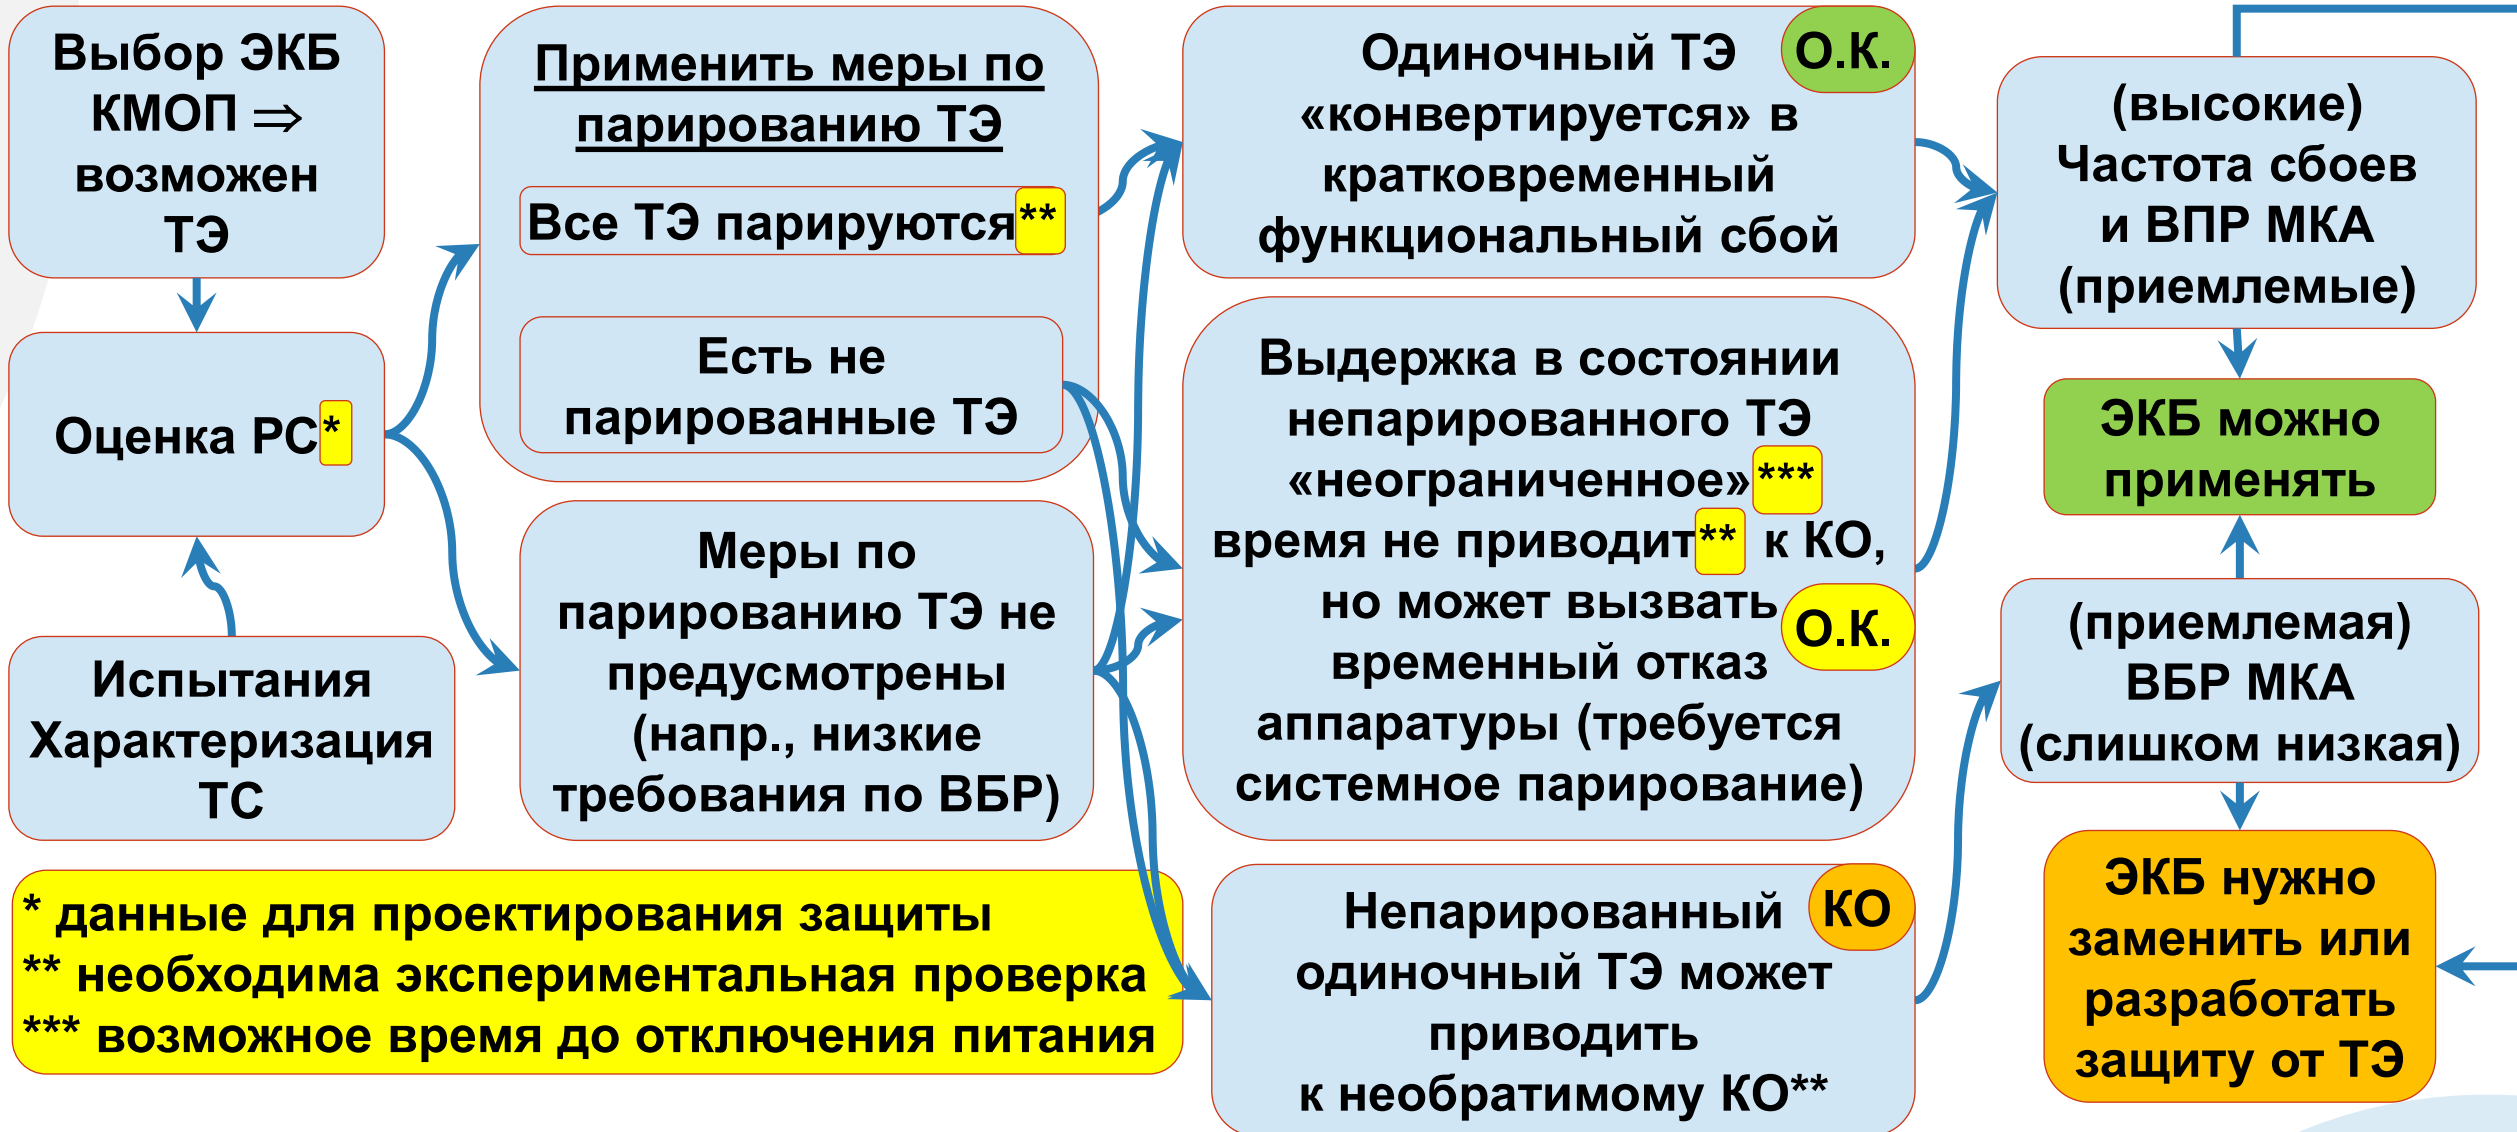 Выбор ЭКБ
КМОП ⇒
возможен
ТЭ
Оценка РС*
Испытания
Характеризация
ТС
Применить меры по
парированию ТЭ
Все ТЭ парируются**
Есть не
парированные ТЭ
Меры по
парированию ТЭ не
предусмотрены
(напр., низкие
требования по ВБР)
* данные для проектирования защиты
** необходима экспериментальная проверка
*** возможное время до отключения питания
Одиночный ТЭ О.К.
«конвертируется» в
кратковременный
функциональный сбой
Выдержка в состоянии
непарированного ТЭ
«неограниченное»***
время не приводит** к КО,
но может вызвать
О.К.
временный отказ
аппаратуры (требуется
системное парирование)
Непарированный КО
одиночный ТЭ может
приводить
к необратимому КО**
(высокие)
Частота сбоев
и ВПР МКА
(приемлемые)
ЭКБ можно
применять
(приемлемая)
ВБР МКА
(слишком низкая)
ЭКБ нужно
заменить или
разработать
защиту от ТЭ